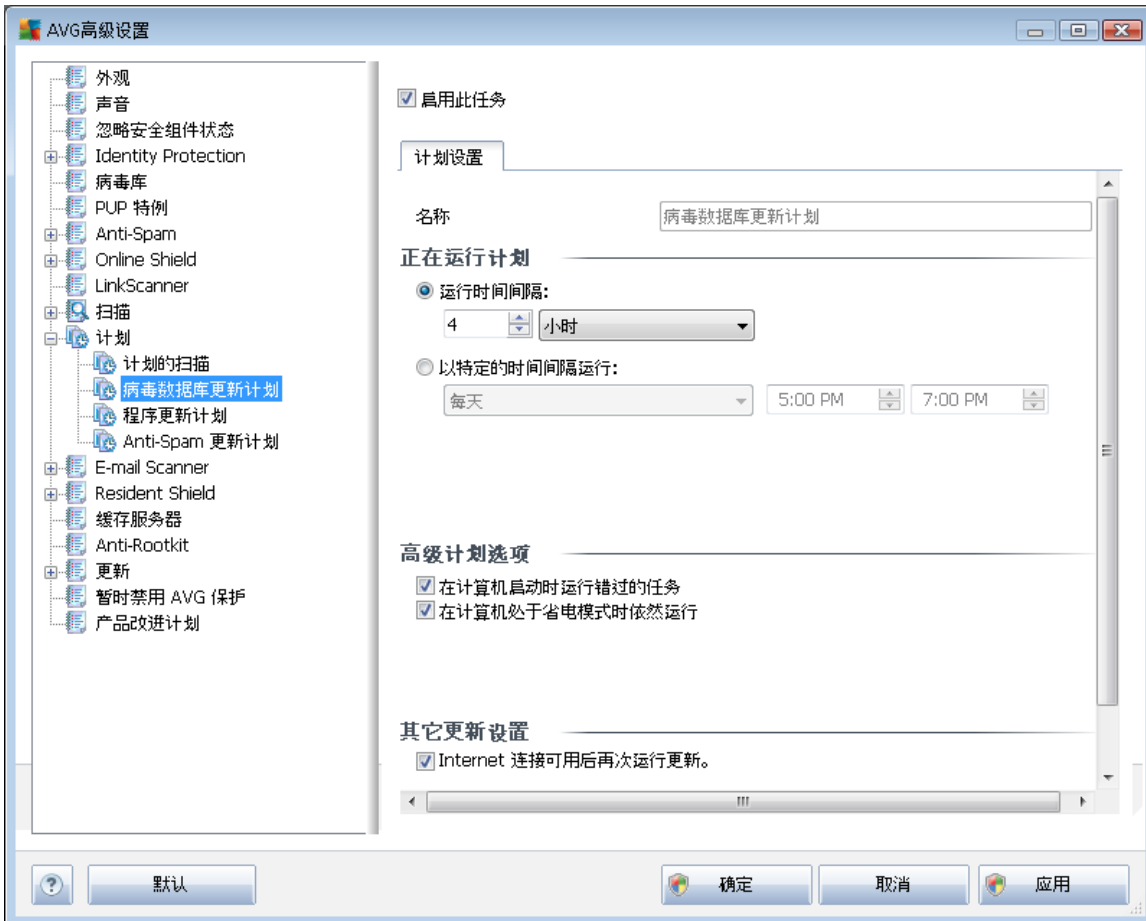 AVG高级设置
外观
声音
忽略安全组件状态
Identity Protection
病毒库
PUP 特例
Anti-Spam
Online Shield
LinkScanner
扫描
计划
计划的扫描
病毒数据库更新计划
程序更新计划
Anti-Spam 更新计划
E-mail Scanner
Resident Shield
缓存服务器
Anti-Rootkit
更新
暂时禁用 AVG 保护
产品改进计划
启用此任务
计划设置
名称 病毒数据库更新计划
正在运行计划
运行时间间隔:
4 小时
以特定的时间间隔运行:
每天 5:00 PM 7:00 PM
高级计划选项
在计算机启动时运行错过的任务
在计算机处于省电模式时依然运行
其它更新设置
Internet 连接可用后再次运行更新。
? 默认 确定 取消 应用